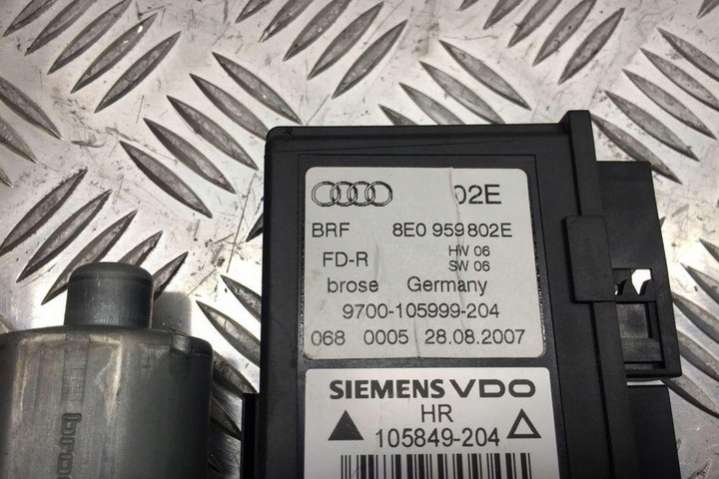 02E
BRF 8E0 959 802E
FD-R HW 06
SW 06
brose Germany
9700-105999-204
068 0005 28.08.2007
SIEMENS VDO
HR
105849-204